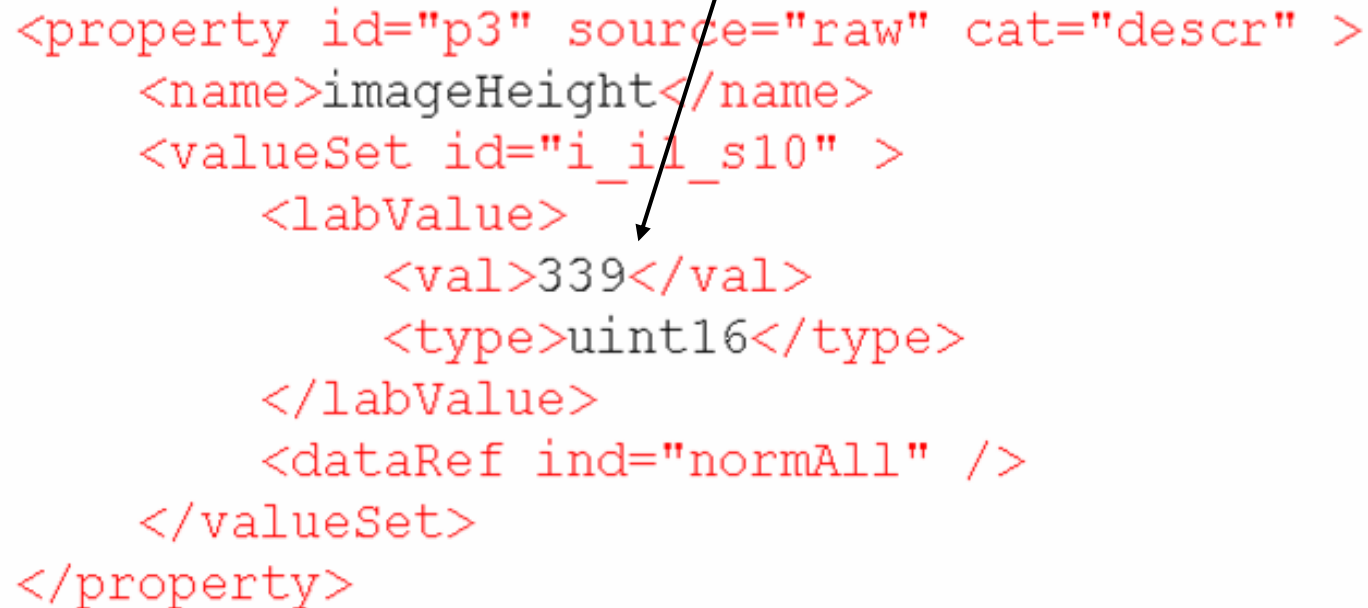 <property id="p3" source="raw" cat="descr" >
<name>imageHeight</name>
<valueSet id="i_i1_s10" >
<labValue>
<val>339</val>
<type>uint16</type>
</labValue>
<dataRef ind="normAll" />
</valueSet>
</property>